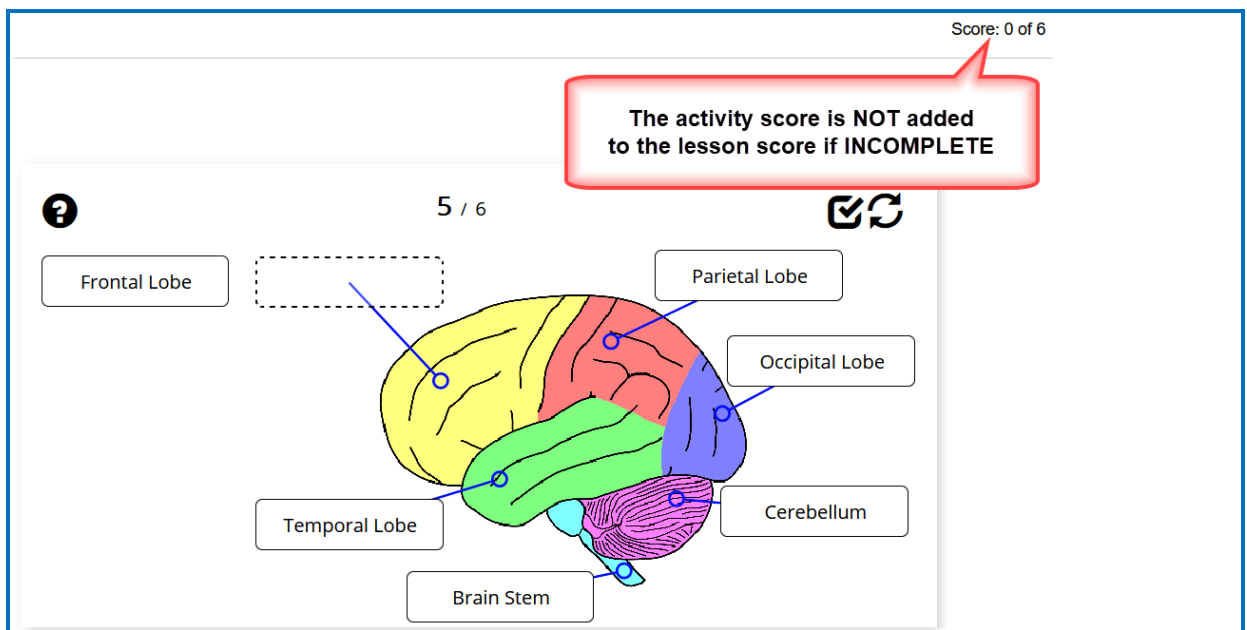 Score: 0 of 6
The activity score is NOT added
to the lesson score if INCOMPLETE
?
5 / 6
Frontal Lobe
Parietal Lobe
Occipital Lobe
Temporal Lobe
Cerebellum
Brain Stem